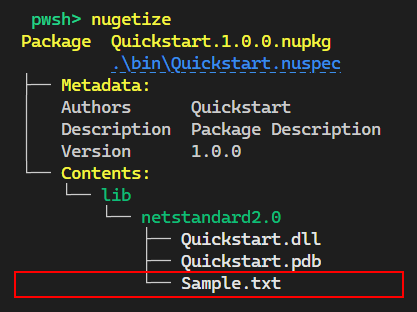 pwsh> nugetize
Package Quickstart.1.0.0.nupkg
.\bin\Quickstart.nuspec
Metadata:
Authors Quickstart
Description Package Description
Version 1.0.0
Contents:
lib
netstandard2.0
Quickstart.dll
Quickstart.pdb
Sample.txt